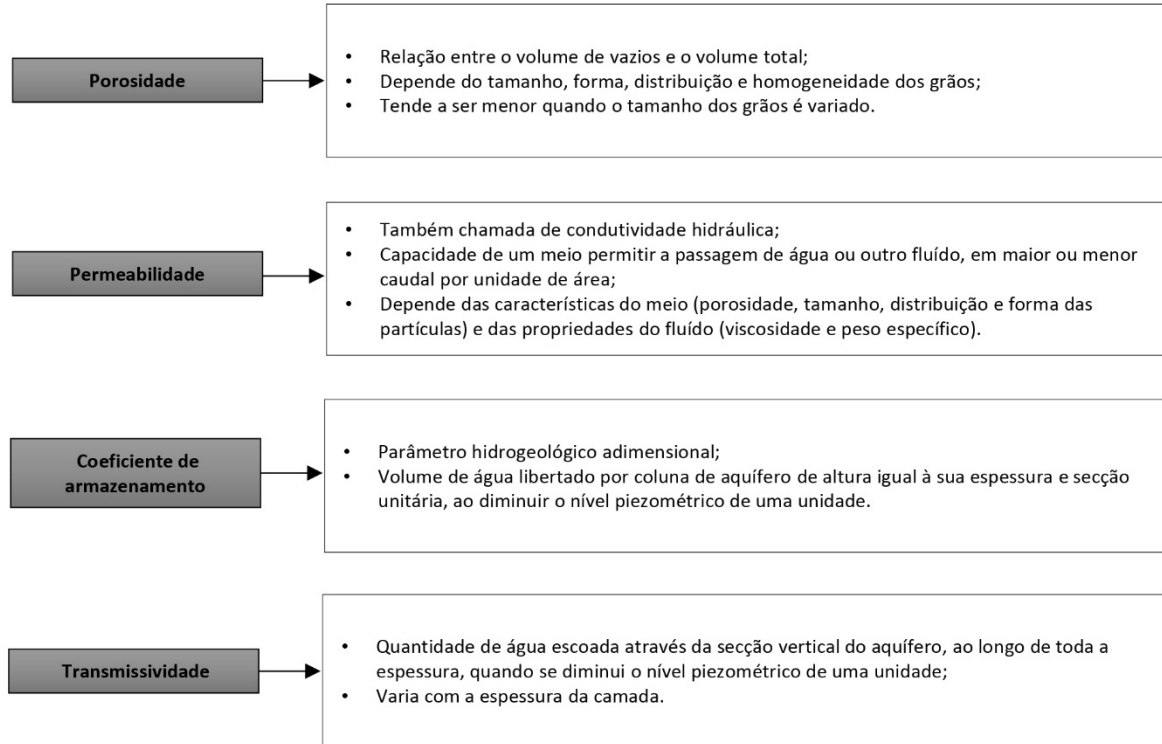 Porosidade
• Relação entre o volume de vazios e o volume total;
• Depende do tamanho, forma, distribuição e homogeneidade dos grãos;
• Tende a ser menor quando o tamanho dos grãos é variado.
Permeabilidade
• Também chamada de condutividade hidráulica;
• Capacidade de um meio permitir a passagem de água ou outro fluído, em maior ou menor
caudal por unidade de área;
• Depende das características do meio (porosidade, tamanho, distribuição e forma das
partículas) e das propriedades do fluído (viscosidade e peso específico).
Coeficiente de
armazenamento
• Parâmetro hidrogeológico adimensional;
• Volume de água libertado por coluna de aquífero de altura igual à sua espessura e secção
unitária, ao diminuir o nível piezométrico de uma unidade.
Transmissividade
• Quantidade de água escoada através da secção vertical do aquífero, ao longo de toda a
espessura, quando se diminui o nível piezométrico de uma unidade;
• Varia com a espessura da camada.